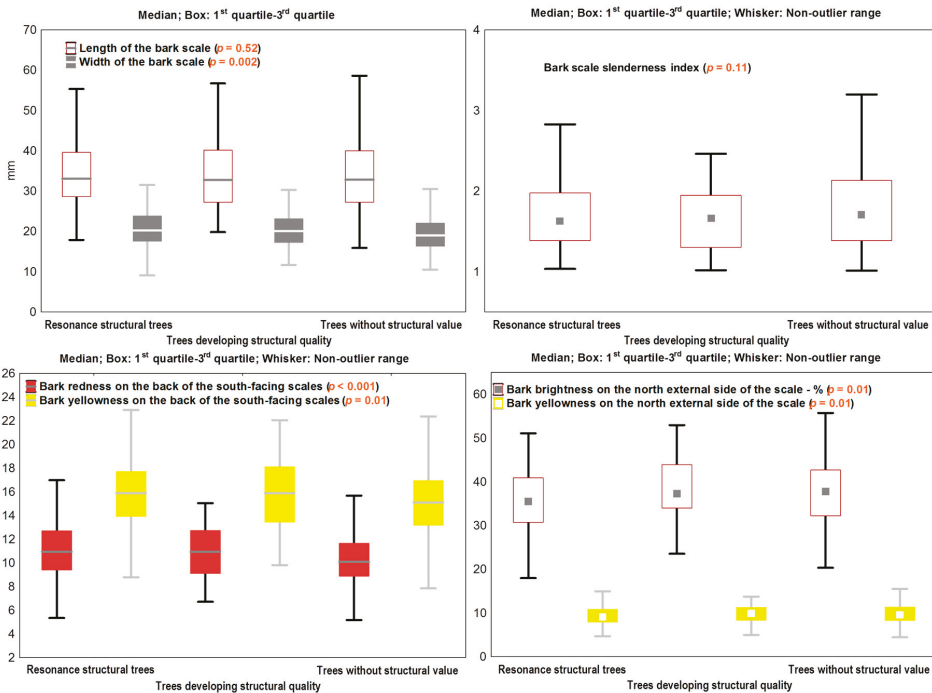 Median; Box: 1st quartile-3rd quartile
70
60
50
40
30
20
10
0
mm
Length of the bark scale (p = 0.52)
Width of the bark scale (p = 0.002)
Resonance structural trees
Trees without structural value
Trees developing structural quality
Median; Box: 1st quartile-3rd quartile; Whisker: Non-outlier range
4
3
2
1
Bark scale slenderness index (p = 0.11)
Resonance structural trees
Trees without structural value
Trees developing structural quality
Median; Box: 1st quartile-3rd quartile; Whisker: Non-outlier range
26
24
22
20
18
16
14
12
10
8
6
4
2
Bark redness on the back of the south-facing scales (p < 0.001)
Bark yellowness on the back of the south-facing scales (p = 0.01)
Resonance structural trees
Trees without structural value
Trees developing structural quality
Median; Box: 1st quartile-3rd quartile; Whisker: Non-outlier range
60
50
40
30
20
10
0
Bark brightness on the north external side of the scale - % (p = 0.01)
Bark yellowness on the north external side of the scale (p = 0.01)
Resonance structural trees
Trees without structural value
Trees developing structural quality